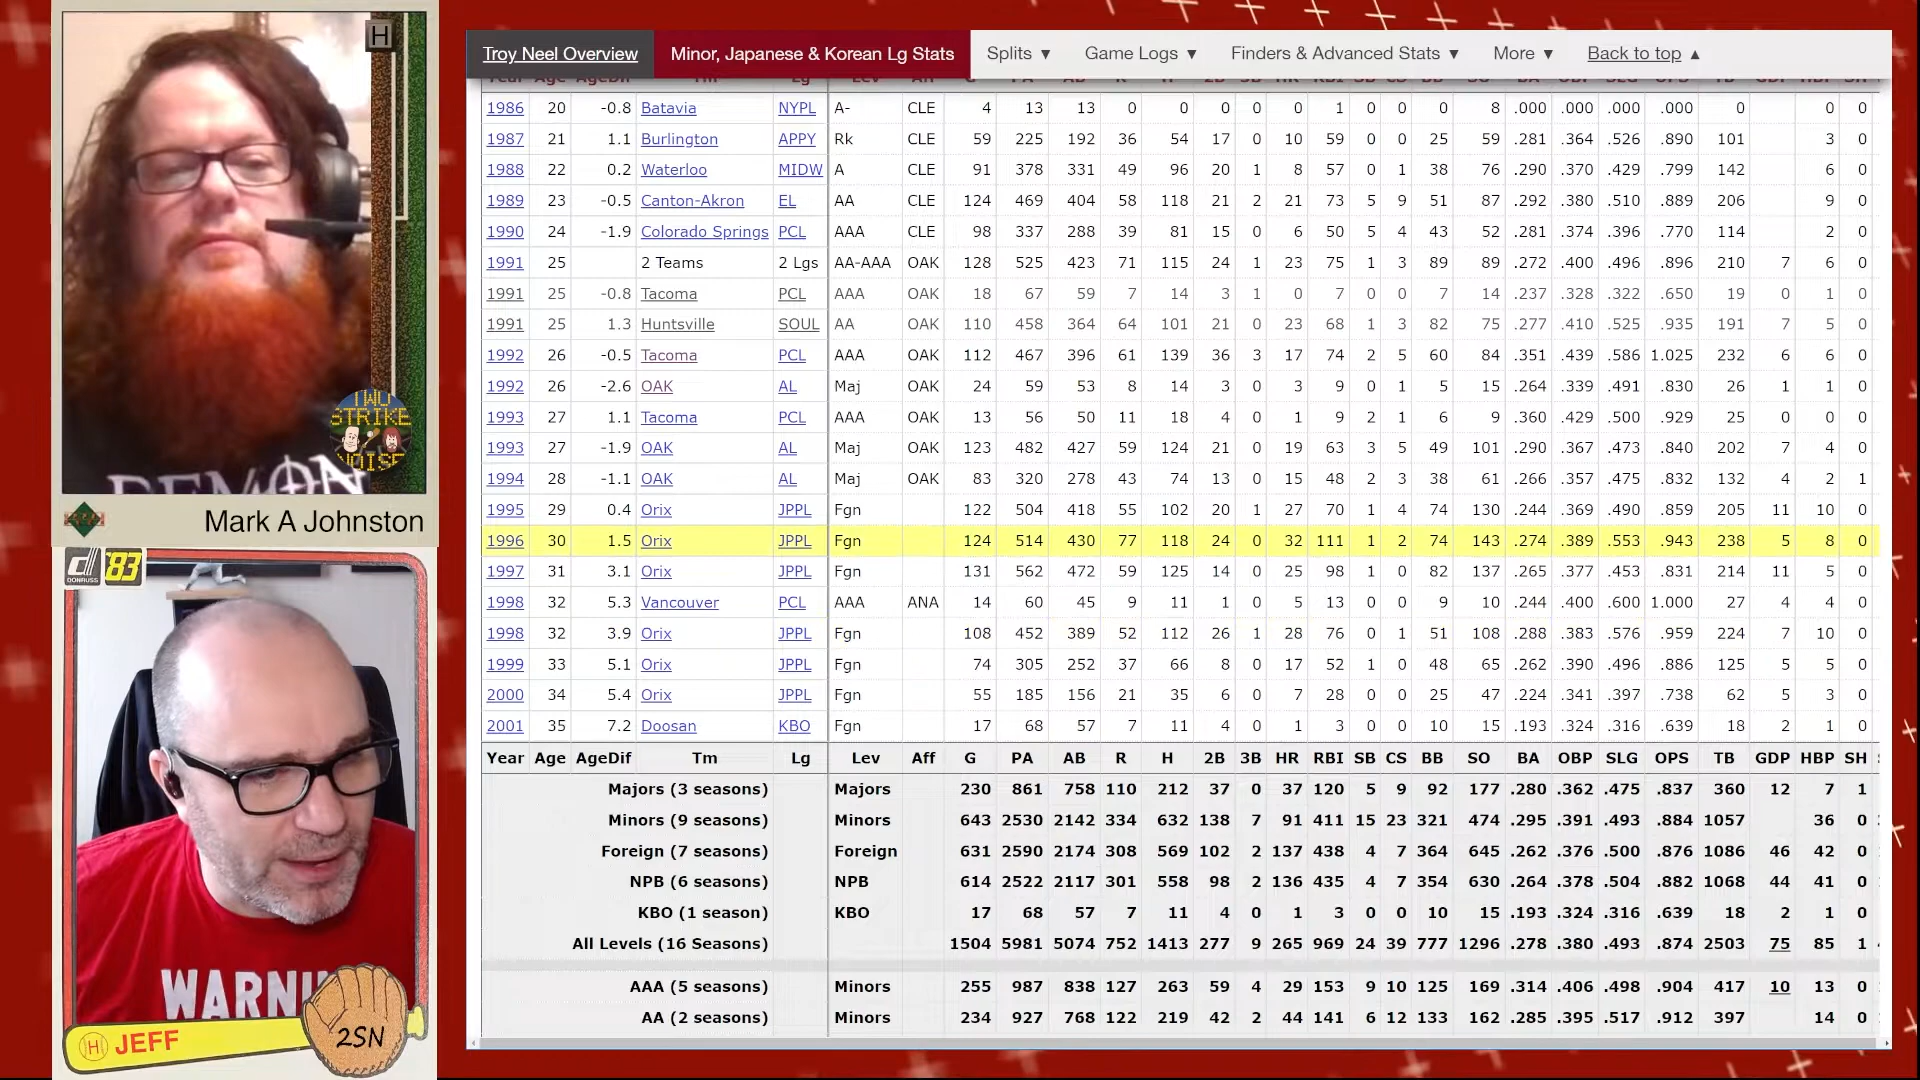 H
TWO
STRIKE
NOISE
DEMON
Mark A Johnston
DONRUSS '83
WARNI
2SN
H JEFF
Troy Neel Overview Minor, Japanese & Korean Lg Stats Splits ▼ Game Logs ▼ Finders & Advanced Stats ▼ More ▼ Back to top ▲
1986 20 -0.8 Batavia NYPL A- CLE 4 13 13 0 0 0 0 0 1 0 0 0 8 .000 .000 .000 .000 0 0 0
1987 21 1.1 Burlington APPY Rk CLE 59 225 192 36 54 17 0 10 59 0 0 25 59 .281 .364 .526 .890 101 3 0
1988 22 0.2 Waterloo MIDW A CLE 91 378 331 49 96 20 1 8 57 0 1 38 76 .290 .370 .429 .799 142 6 0
1989 23 -0.5 Canton-Akron EL AA CLE 124 469 404 58 118 21 2 21 73 5 9 51 87 .292 .380 .510 .889 206 9 0
1990 24 -1.9 Colorado Springs PCL AAA CLE 98 337 288 39 81 15 0 6 50 5 4 43 52 .281 .374 .396 .770 114 2 0
1991 25 2 Teams 2 Lgs AA-AAA OAK 128 525 423 71 115 24 1 23 75 1 3 89 89 .272 .400 .496 .896 210 7 6 0
1991 25 -0.8 Tacoma PCL AAA OAK 18 67 59 7 14 3 1 0 7 0 0 7 14 .237 .328 .322 .650 19 0 1 0
1991 25 1.3 Huntsville SOUL AA OAK 110 458 364 64 101 21 0 23 68 1 3 82 75 .277 .410 .525 .935 191 7 5 0
1992 26 -0.5 Tacoma PCL AAA OAK 112 467 396 61 139 36 3 17 74 2 5 60 84 .351 .439 .586 1.025 232 6 6 0
1992 26 -2.6 OAK AL Maj OAK 24 59 53 8 14 3 0 3 9 0 1 5 15 .264 .339 .491 .830 26 1 1 0
1993 27 1.1 Tacoma PCL AAA OAK 13 56 50 11 18 4 0 1 9 2 1 6 9 .360 .429 .500 .929 25 0 0 0
1993 27 -1.9 OAK AL Maj OAK 123 482 427 59 124 21 0 19 63 3 5 49 101 .290 .367 .473 .840 202 7 4 0
1994 28 -1.1 OAK AL Maj OAK 83 320 278 43 74 13 0 15 48 2 3 38 61 .266 .357 .475 .832 132 4 2 1
1995 29 0.4 Orix JPPL Fgn 122 504 418 55 102 20 1 27 70 1 4 74 130 .244 .369 .490 .859 205 11 10 0
1996 30 1.5 Orix JPPL Fgn 124 514 430 77 118 24 0 32 111 1 2 74 143 .274 .389 .553 .943 238 5 8 0
1997 31 3.1 Orix JPPL Fgn 131 562 472 59 125 14 0 25 98 1 0 82 137 .265 .377 .453 .831 214 11 5 0
1998 32 5.3 Vancouver PCL AAA ANA 14 60 45 9 11 1 0 5 13 0 0 9 10 .244 .400 .600 1.000 27 4 4 0
1998 32 3.9 Orix JPPL Fgn 108 452 389 52 112 26 1 28 76 0 1 51 108 .288 .383 .576 .959 224 7 10 0
1999 33 5.1 Orix JPPL Fgn 74 305 252 37 66 8 0 17 52 1 0 48 65 .262 .390 .496 .886 125 5 5 0
2000 34 5.4 Orix JPPL Fgn 55 185 156 21 35 6 0 7 28 0 0 25 47 .224 .341 .397 .738 62 5 3 0
2001 35 7.2 Doosan KBO Fgn 17 68 57 7 11 4 0 1 3 0 0 10 15 .193 .324 .316 .639 18 2 1 0
Year Age AgeDif Tm Lg Lev Aff G PA AB R H 2B 3B HR RBI SB CS BB SO BA OBP SLG OPS TB GDP HBP SH
Majors (3 seasons) Majors 230 861 758 110 212 37 0 37 120 5 9 92 177 .280 .362 .475 .837 360 12 7 1
Minors (9 seasons) Minors 643 2530 2142 334 632 138 7 91 411 15 23 321 474 .295 .391 .493 .884 1057 36 0
Foreign (7 seasons) Foreign 631 2590 2174 308 569 102 2 137 438 4 7 364 645 .262 .376 .500 .876 1086 46 42 0
NPB (6 seasons) NPB 614 2522 2117 301 558 98 2 136 435 4 7 354 630 .264 .378 .504 .882 1068 44 41 0
KBO (1 season) KBO 17 68 57 7 11 4 0 1 3 0 0 10 15 .193 .324 .316 .639 18 2 1 0
All Levels (16 Seasons) 1504 5981 5074 752 1413 277 9 265 969 24 39 777 1296 .278 .380 .493 .874 2503 75 85 1
AAA (5 seasons) Minors 255 987 838 127 263 59 4 29 153 9 10 125 169 .314 .406 .498 .904 417 10 13 0
AA (2 seasons) Minors 234 927 768 122 219 42 2 44 141 6 12 133 162 .285 .395 .517 .912 397 14 0